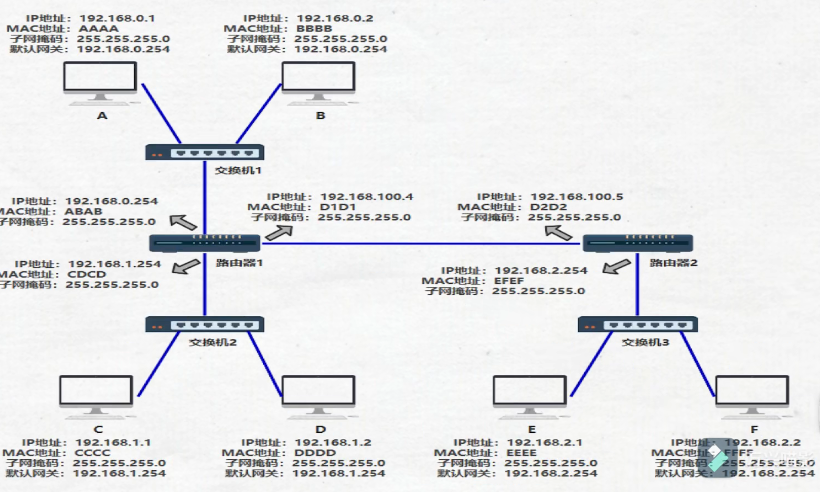 IP地址: 192.168.0.1
MAC地址: AAAA
子网掩码: 255.255.255.0
默认网关: 192.168.0.254
A
IP地址: 192.168.0.2
MAC地址: BBBB
子网掩码: 255.255.255.0
默认网关: 192.168.0.254
B
交换机1
IP地址: 192.168.0.254
MAC地址: ABAB
子网掩码: 255.255.255.0
IP地址: 192.168.100.4
MAC地址: D1D1
子网掩码: 255.255.255.0
IP地址: 192.168.100.5
MAC地址: D2D2
子网掩码: 255.255.255.0
路由器1
路由器2
IP地址: 192.168.1.254
MAC地址: CDCD
子网掩码: 255.255.255.0
IP地址: 192.168.2.254
MAC地址: EFEF
子网掩码: 255.255.255.0
交换机2
交换机3
C
IP地址: 192.168.1.1
MAC地址: CCCC
子网掩码: 255.255.255.0
默认网关: 192.168.1.254
D
IP地址: 192.168.1.2
MAC地址: DDDD
子网掩码: 255.255.255.0
默认网关: 192.168.1.254
E
IP地址: 192.168.2.1
MAC地址: EEEE
子网掩码: 255.255.255.0
默认网关: 192.168.2.254
F
IP地址: 192.168.2.2
MAC地址: FFFF
子网掩码: 255.255.255.0
默认网关: 192.168.2.254